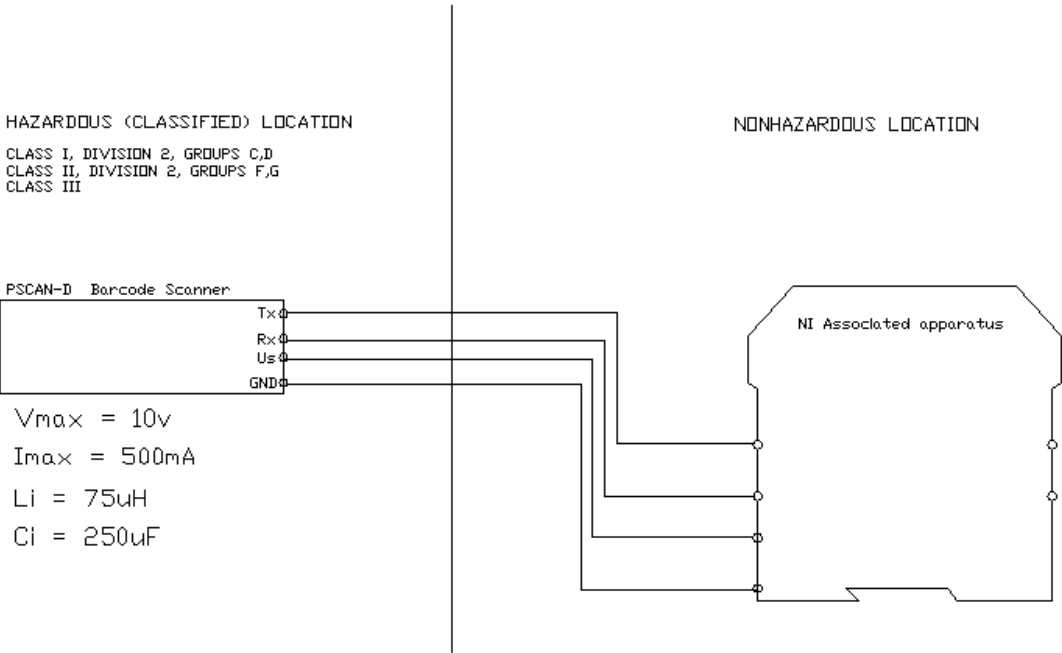 HAZARDOUS (CLASSIFIED) LOCATION
CLASS I, DIVISION 2, GROUPS C,D
CLASS II, DIVISION 2, GROUPS F,G
CLASS III
NONHAZARDOUS LOCATION
PSCAN-D Barcode Scanner
Tx
Rx
Us
GND
Vmax = 10v
Imax = 500mA
Li = 75uH
Ci = 250uF
NI Associated apparatus